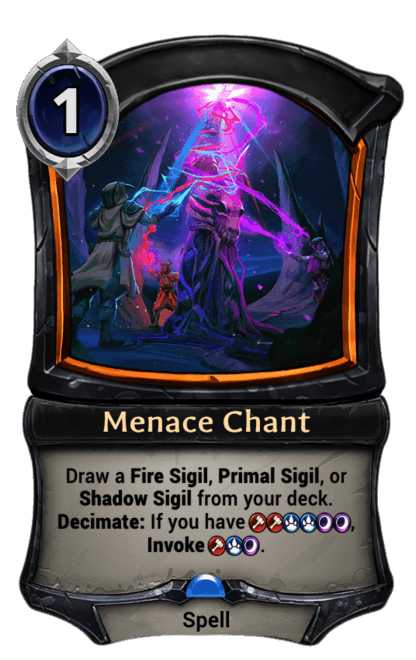 1
Menace Chant
Draw a Fire Sigil, Primal Sigil, or
Shadow Sigil from your deck.
Decimate: If you have ,
Invoke .
Spell